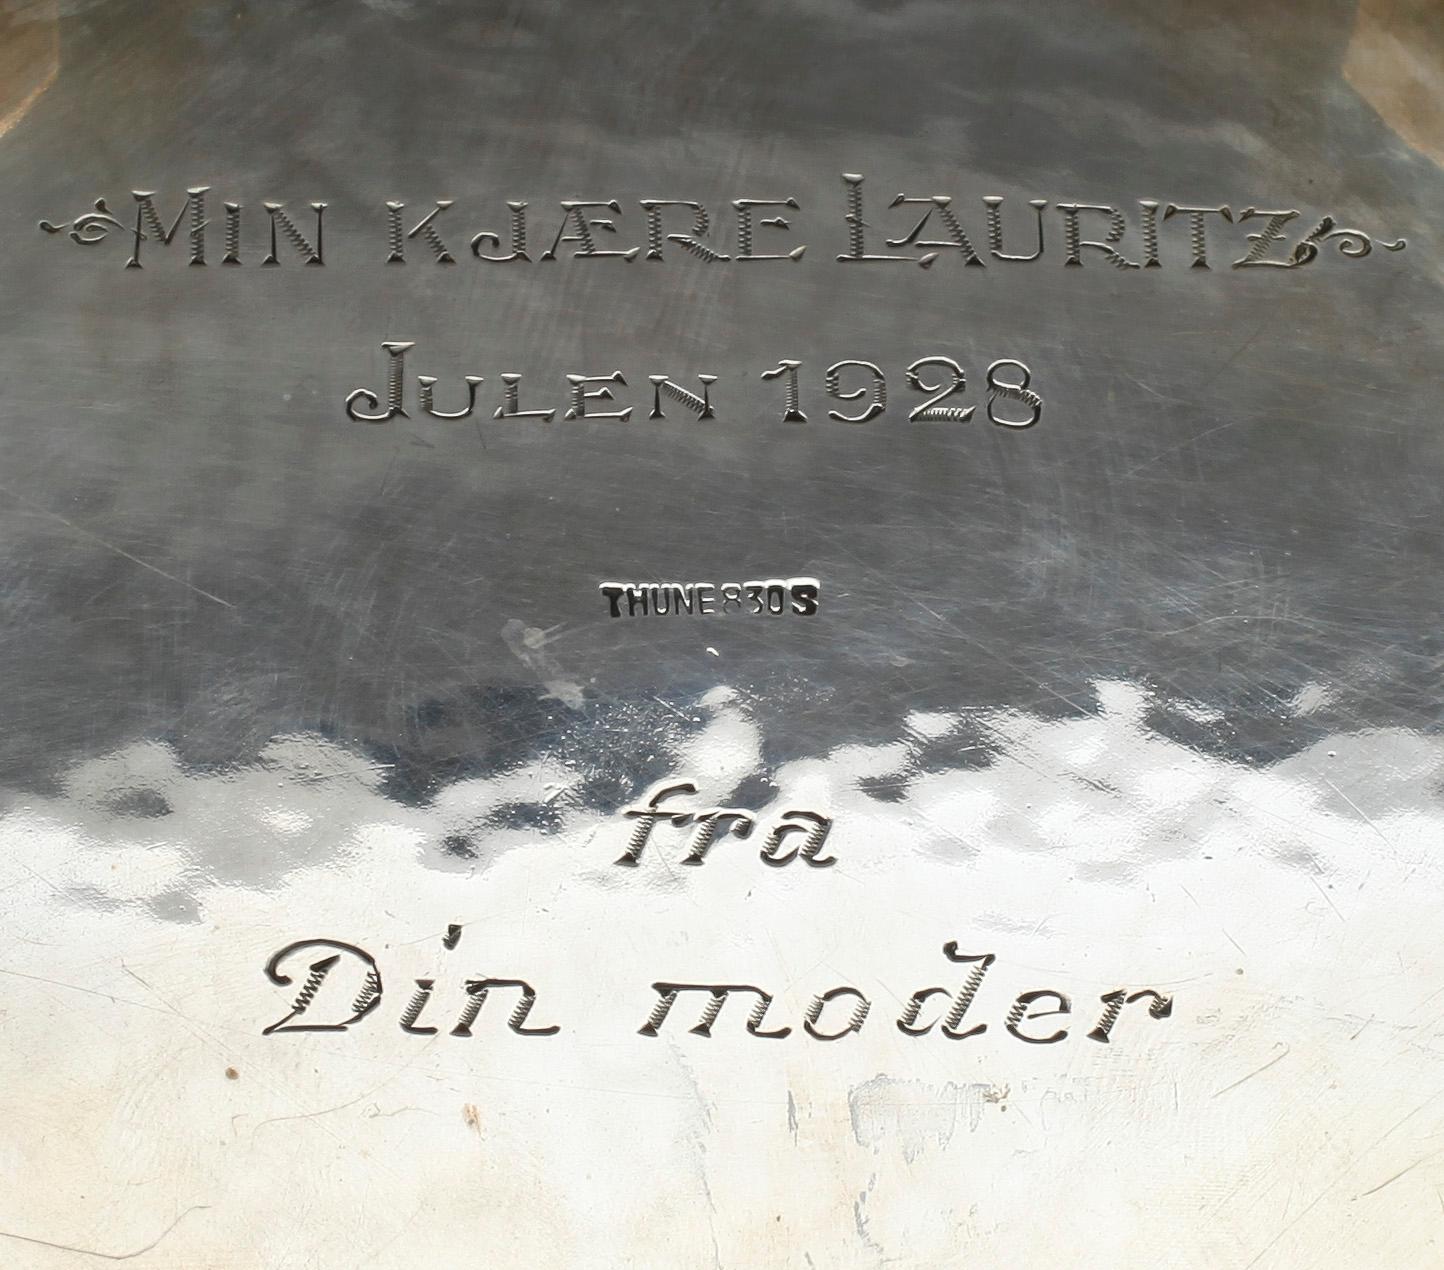 MIN KJÆRE LAURITZ
JULEN 1928
THUNE 830S
fra
Din moder